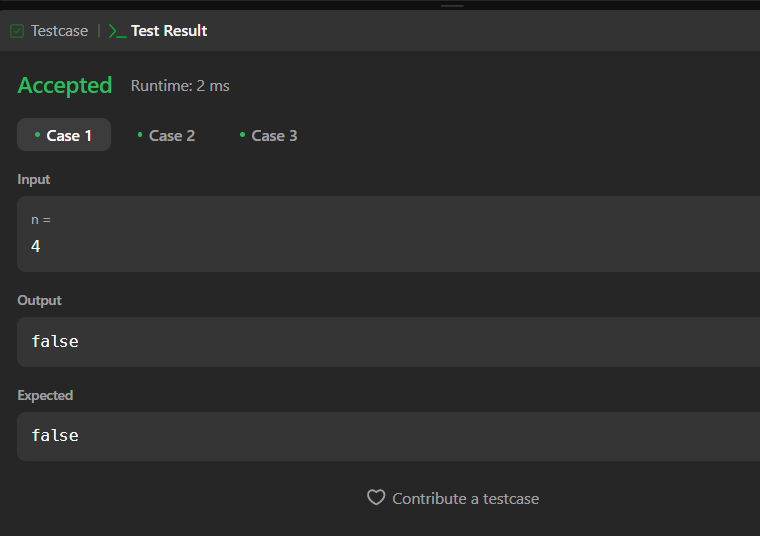 Testcase | >_ Test Result
Accepted Runtime: 2 ms
• Case 1 • Case 2 • Case 3
Input
n =
4
Output
false
Expected
false
Contribute a testcase